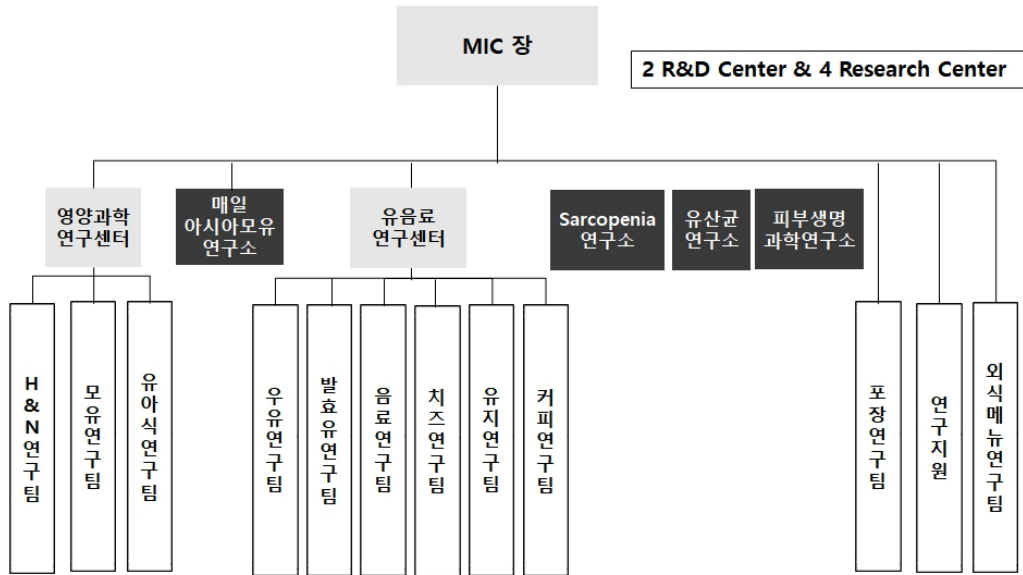 MIC 장
2 R&D Center & 4 Research Center
영양과학
연구센터
매일
아시아모유
연구소
유음료
연구센터
Sarcopenia
연구소
유산균
연구소
피부생명
과학연구소
H&N연구팀
모유연구팀
유아식연구팀
우유연구팀
발효유연구팀
음료연구팀
치즈연구팀
유지연구팀
커피연구팀
포장연구팀
연구지원
외식메뉴연구팀